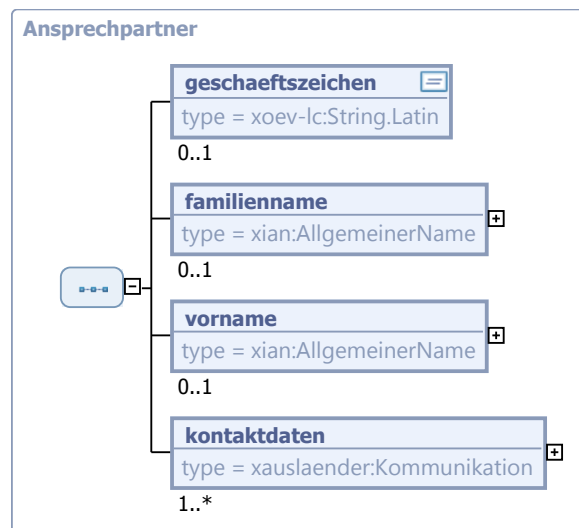 Ansprechpartner
geschaeftszeichen
type = xoev-lc:String.Latin
0..1
familienname
type = xian:AllgemeinerName
0..1
vorname
type = xian:AllgemeinerName
0..1
kontaktdaten
type = xauslaender:Kommunikation
1..*